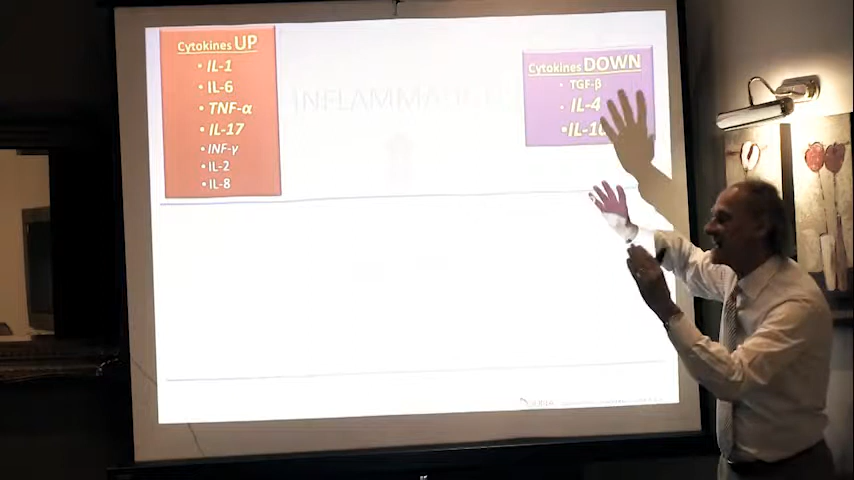 Cytokines UP
• IL-1
• IL-6
• TNF-α
• IL-17
• INF-γ
• IL-2
• IL-8
Cytokines DOWN
• TGF-β
• IL-4